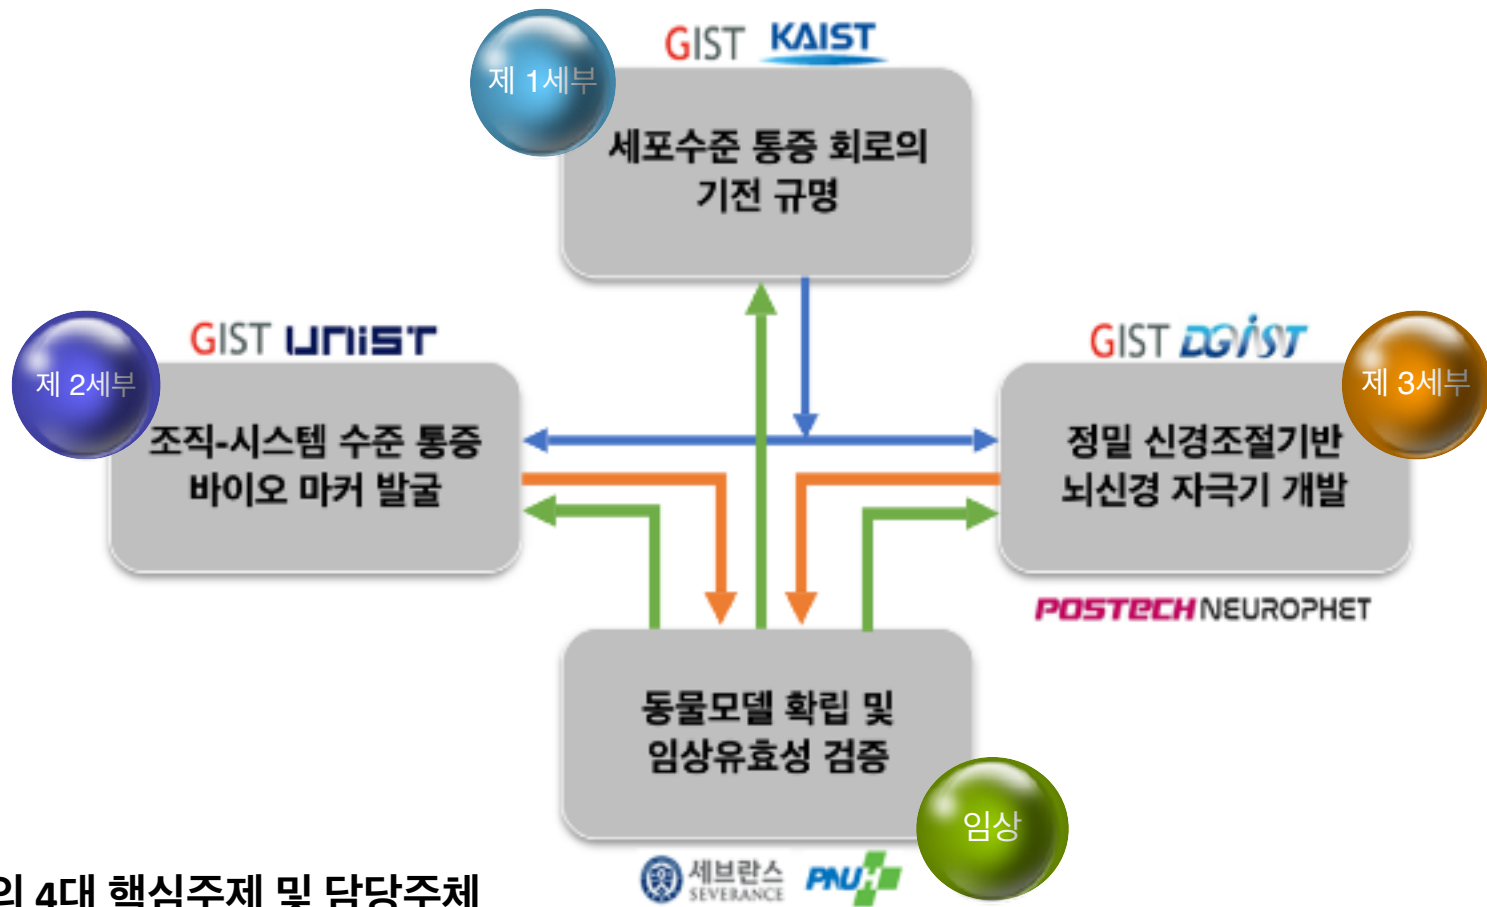 GIST KAIST
제 1세부
세포수준 통증 회로의
기전 규명
GIST UNIST
제 2세부
조직-시스템 수준 통증
바이오 마커 발굴
GIST DGIST
제 3세부
정밀 신경조절기반
뇌신경 자극기 개발
POSTECH NEUROPHET
동물모델 확립 및
임상유효성 검증
임상
세브란스
SEVERANCE
PNUH
의 4대 핵심주제 및 담당주체